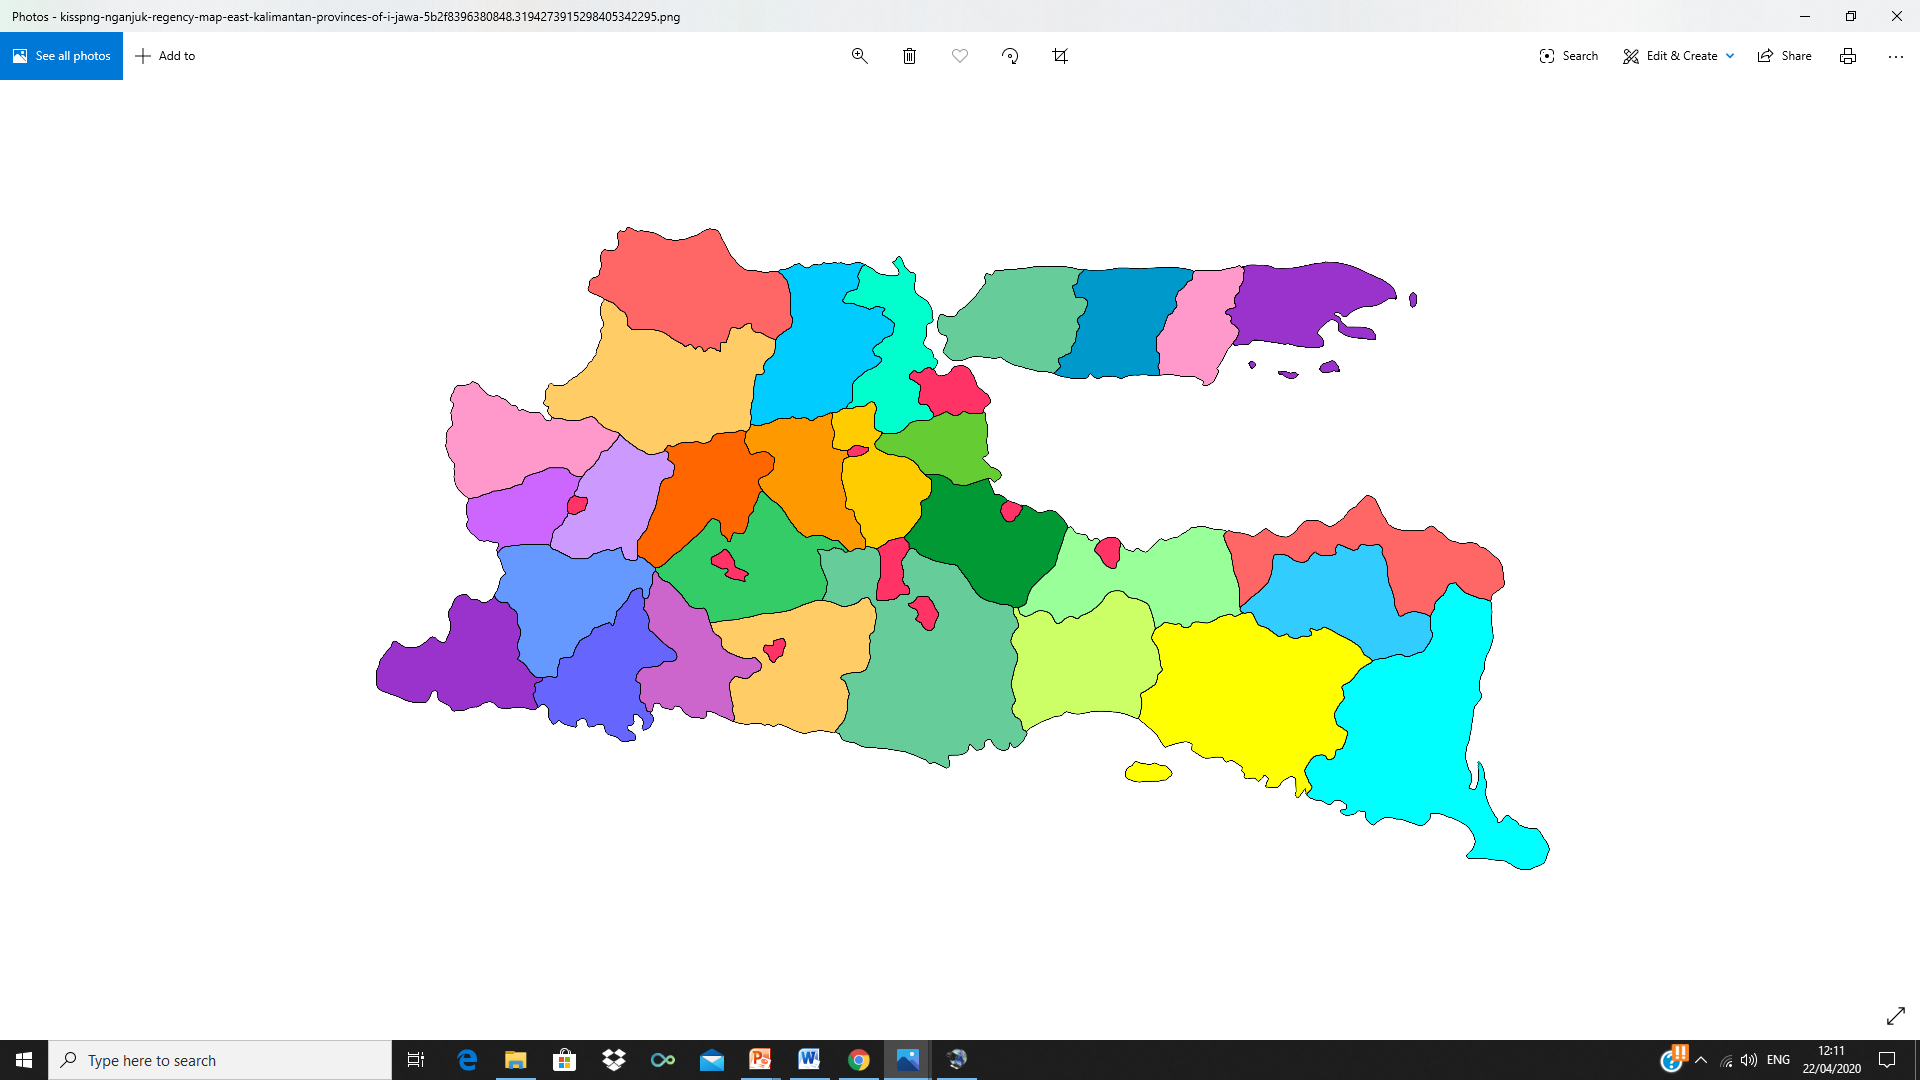 Photos - kisspng-nganjuk-regency-map-east-kalimantan-provinces-of-i-jawa-5b2f8396380848.3194273915298405342295.png
See all photos
Add to
Search
Edit & Create
Share
Type here to search
ENG
12:11
22/04/2020